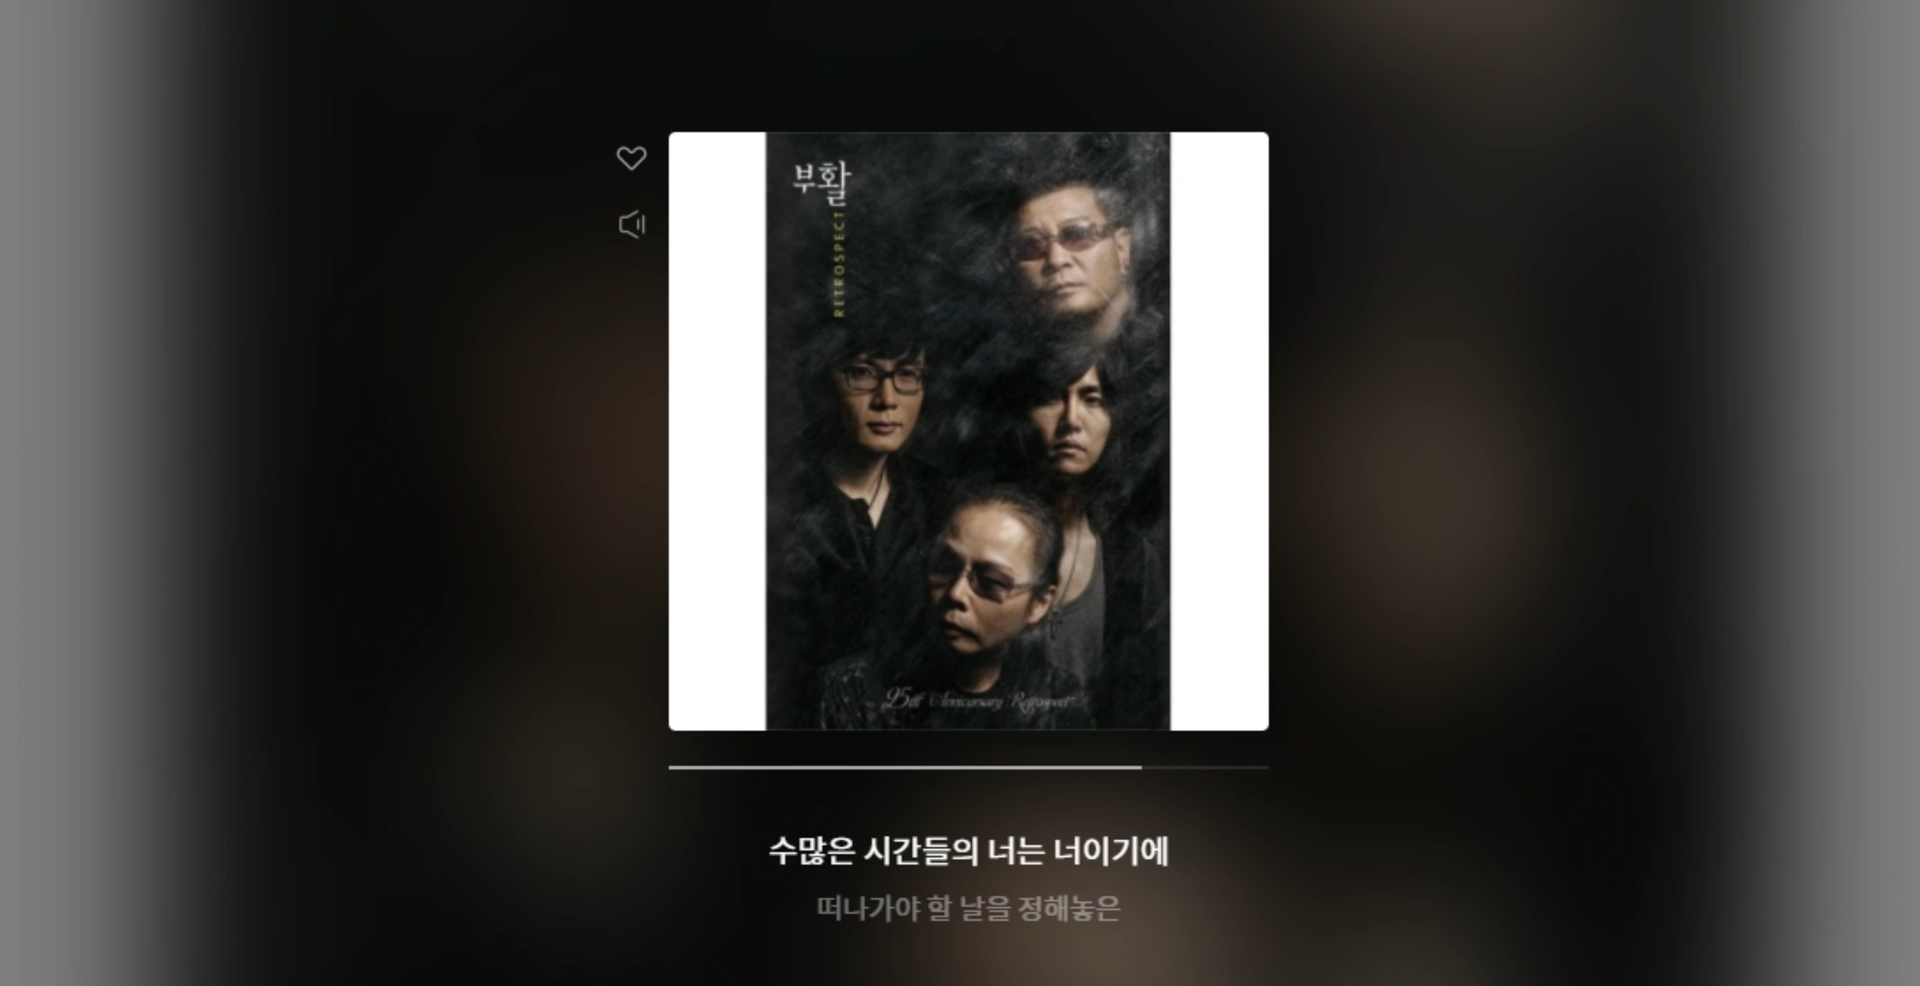 부활
RETROSPECT
25th Anniversary Retrospect
수많은 시간들의 너는 너이기에
떠나가야 할 날을 정해놓은